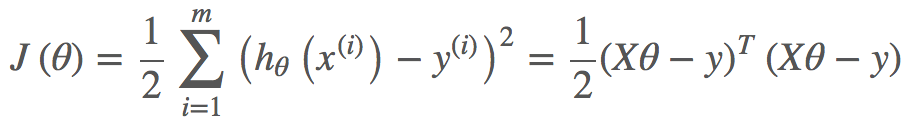 J (θ) = 1/2 ∑_{i=1}^{m} (h_θ (x^{(i)}) − y^{(i)})^2 = 1/2 (Xθ − y)^T (Xθ − y)